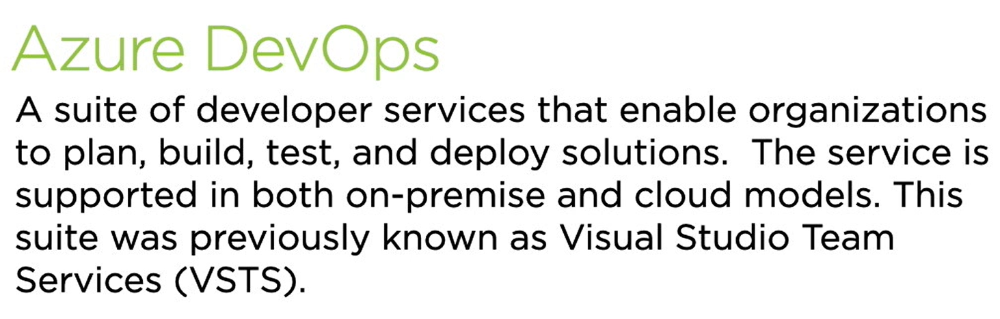 Azure DevOps
A suite of developer services that enable organizations
to plan, build, test, and deploy solutions.  The service is
supported in both on-premise and cloud models. This
suite was previously known as Visual Studio Team
Services (VSTS).